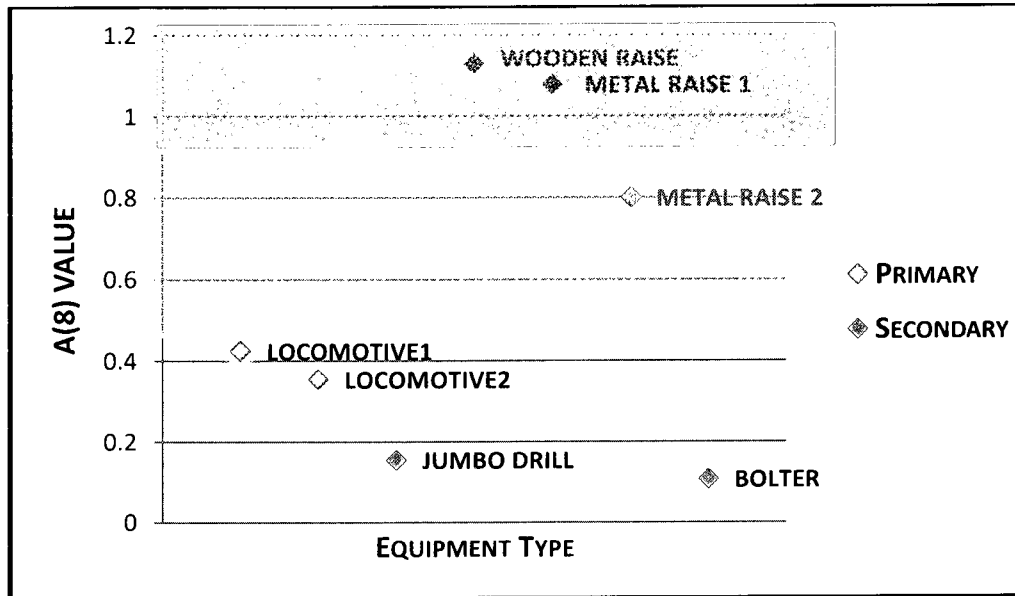 1.2
WOODEN RAISE
METAL RAISE 1
1
0.8
METAL RAISE 2
A(8) VALUE
0.6
PRIMARY
SECONDARY
0.4
LOCOMOTIVE1
LOCOMOTIVE2
0.2
JUMBO DRILL
BOLTER
0
EQUIPMENT TYPE